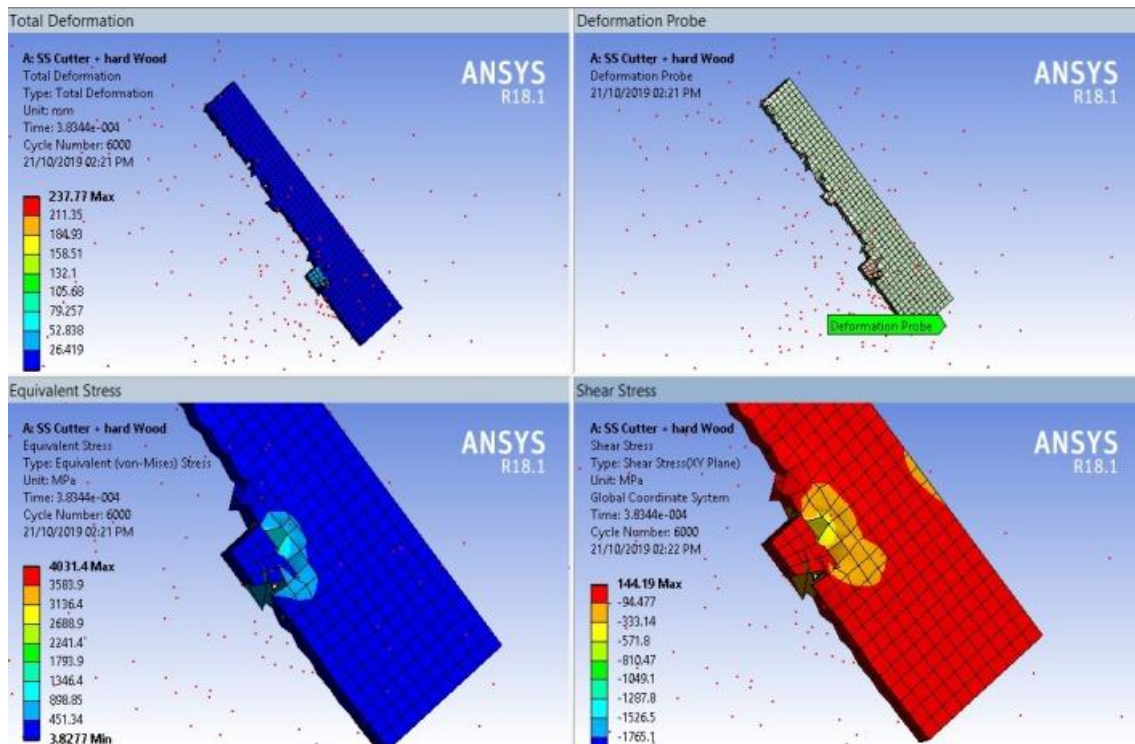 Total Deformation
A: SS Cutter + hard Wood
Total Deformation
Type: Total Deformation
Unit: mm
Time: 3.8344e-004
Cycle Number: 6000
21/10/2019 02:21 PM
ANSYS
R18.1
237.77 Max
211.35
184.93
158.51
132.1
105.68
79.257
52.838
26.419
Deformation Probe
A: SS Cutter + hard Wood
Deformation Probe
21/10/2019 02:21 PM
ANSYS
R18.1
Deformation Probe
Equivalent Stress
A: SS Cutter + hard Wood
Equivalent Stress
Type: Equivalent (von-Mises) Stress
Unit: MPa
Time: 3.8344e-004
Cycle Number: 6000
21/10/2019 02:21 PM
ANSYS
R18.1
4031.4 Max
3583.9
3136.4
2688.9
2241.4
1793.9
1346.4
898.85
451.34
3.8277 Min
Shear Stress
A: SS Cutter + hard Wood
Shear Stress
Type: Shear Stress(XY Plane)
Unit: MPa
Global Coordinate System
Time: 3.8344e-004
Cycle Number: 6000
21/10/2019 02:22 PM
ANSYS
R18.1
144.19 Max
-94.477
-333.14
-571.8
-810.47
-1049.1
-1287.8
-1526.5
-1765.1